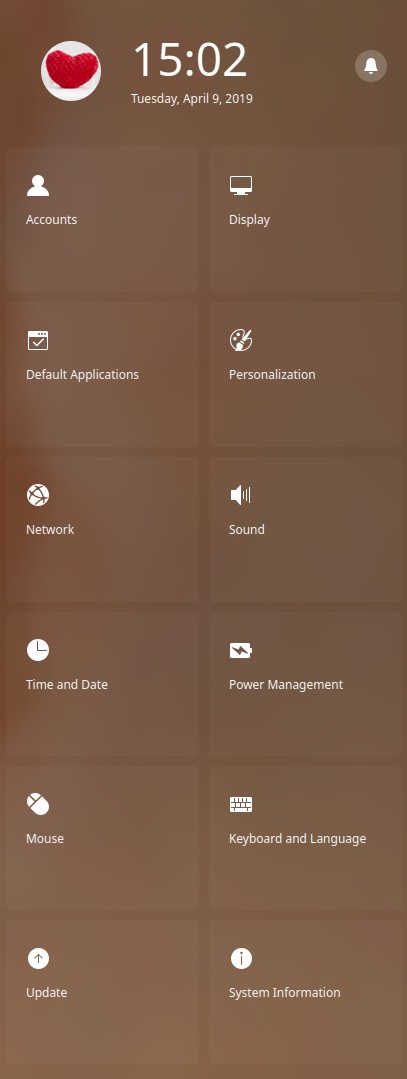 15:02
Tuesday, April 9, 2019
Accounts
Display
Default Applications
Personalization
Network
Sound
Time and Date
Power Management
Mouse
Keyboard and Language
Update
System Information